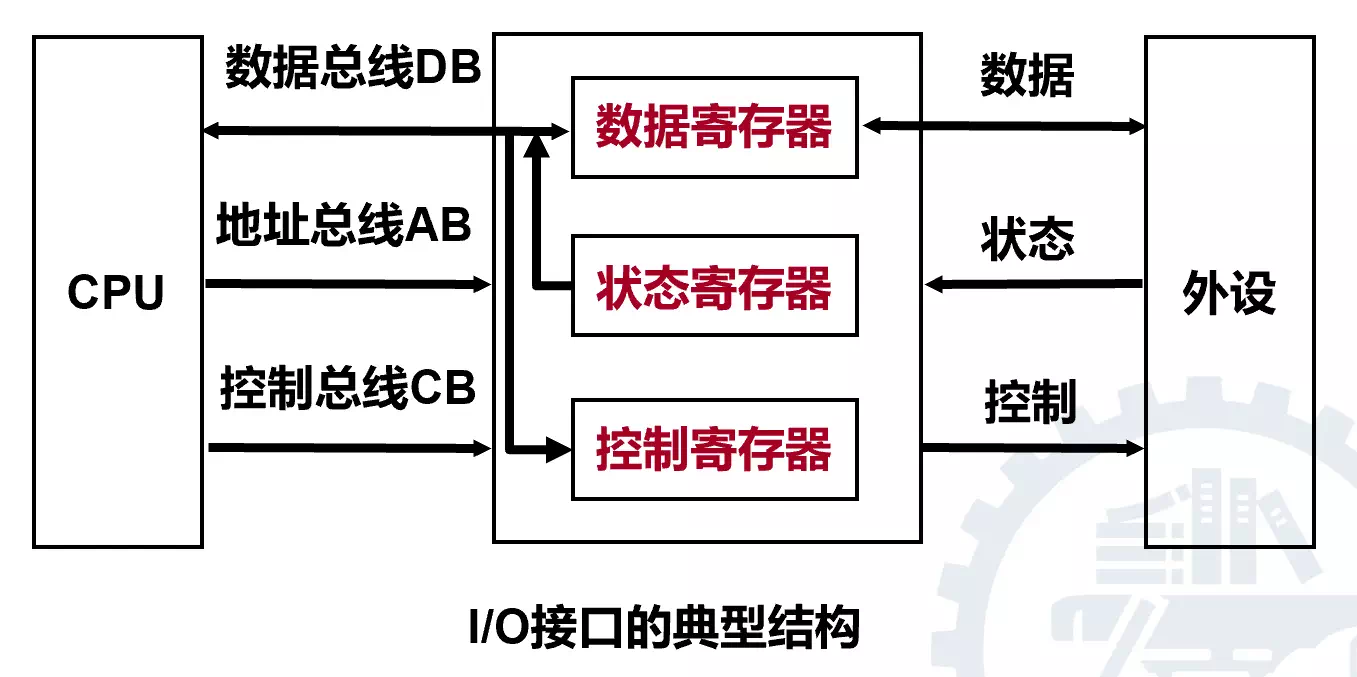 数据总线DB
数据
数据寄存器
地址总线AB
状态
CPU
状态寄存器
外设
控制总线CB
控制
控制寄存器
I/O接口的典型结构